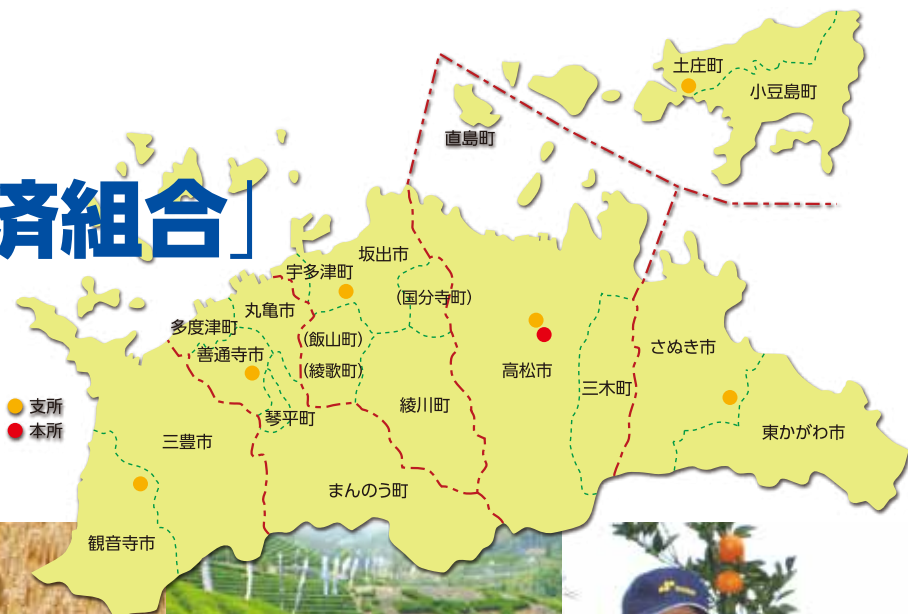 済組合」
土庄町
小豆島町
直島町
坂出市
宇多津町
(国分寺町)
丸亀市
多度津町
(飯山町)
善通寺市
さぬき市
(綾歌町)
高松市
三木町
支所
綾川町
琴平町
本所
三豊市
東かがわ市
まんのう町
観音寺市